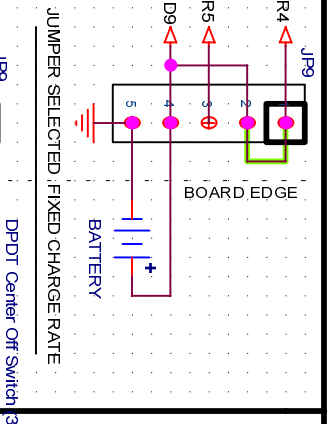 D9
R5
R4
JP9
5
4
3
2
BOARD EDGE
BATTERY
+
JUMPER SELECTED FIXED CHARGE RATE
DPDT Center Off Switch (3